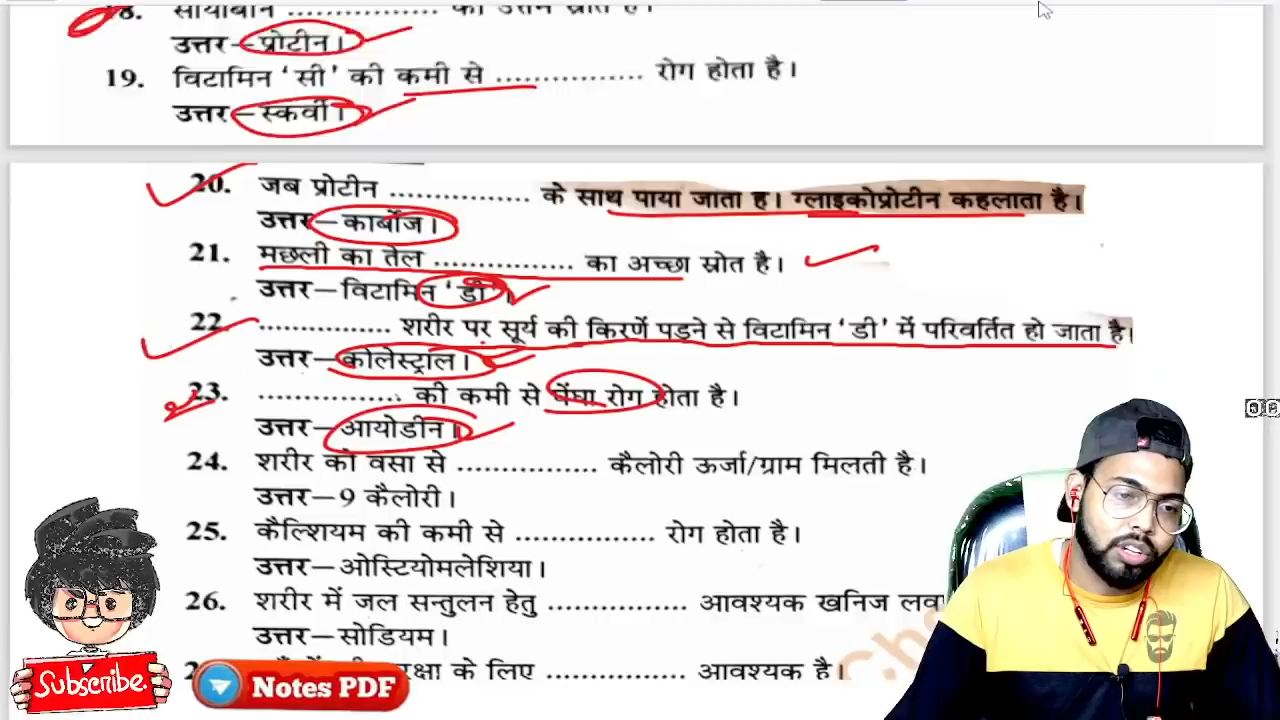 18. सोयाबीन .................. का उत्तम स्रोत है।
उत्तर–प्रोटीन।
19. विटामिन ‘सी’ की कमी से .................. रोग होता है।
उत्तर–स्कर्वी।
20. जब प्रोटीन .................. के साथ पाया जाता ह। ग्लाइकोप्रोटीन कहलाता है।
उत्तर–कार्बोज।
21. मछली का तेल .................. का अच्छा स्रोत है।
उत्तर–विटामिन ‘डी’।
22. .................. शरीर पर सूर्य की किरणें पड़ने से विटामिन ‘डी’ में परिवर्तित हो जाता है।
उत्तर–कोलेस्ट्राल।
23. .................. की कमी से घेंघा रोग होता है।
उत्तर–आयोडीन।
24. शरीर को वसा से .................. कैलोरी ऊर्जा/ग्राम मिलती है।
उत्तर–9 कैलोरी।
25. कैल्शियम की कमी से .................. रोग होता है।
उत्तर–ओस्टियोमलेशिया।
26. शरीर में जल सन्तुलन हेतु .................. आवश्यक खनिज लव
उत्तर–सोडियम।
के लिए .................. आवश्यक है।
Subscribe.
Notes PDF